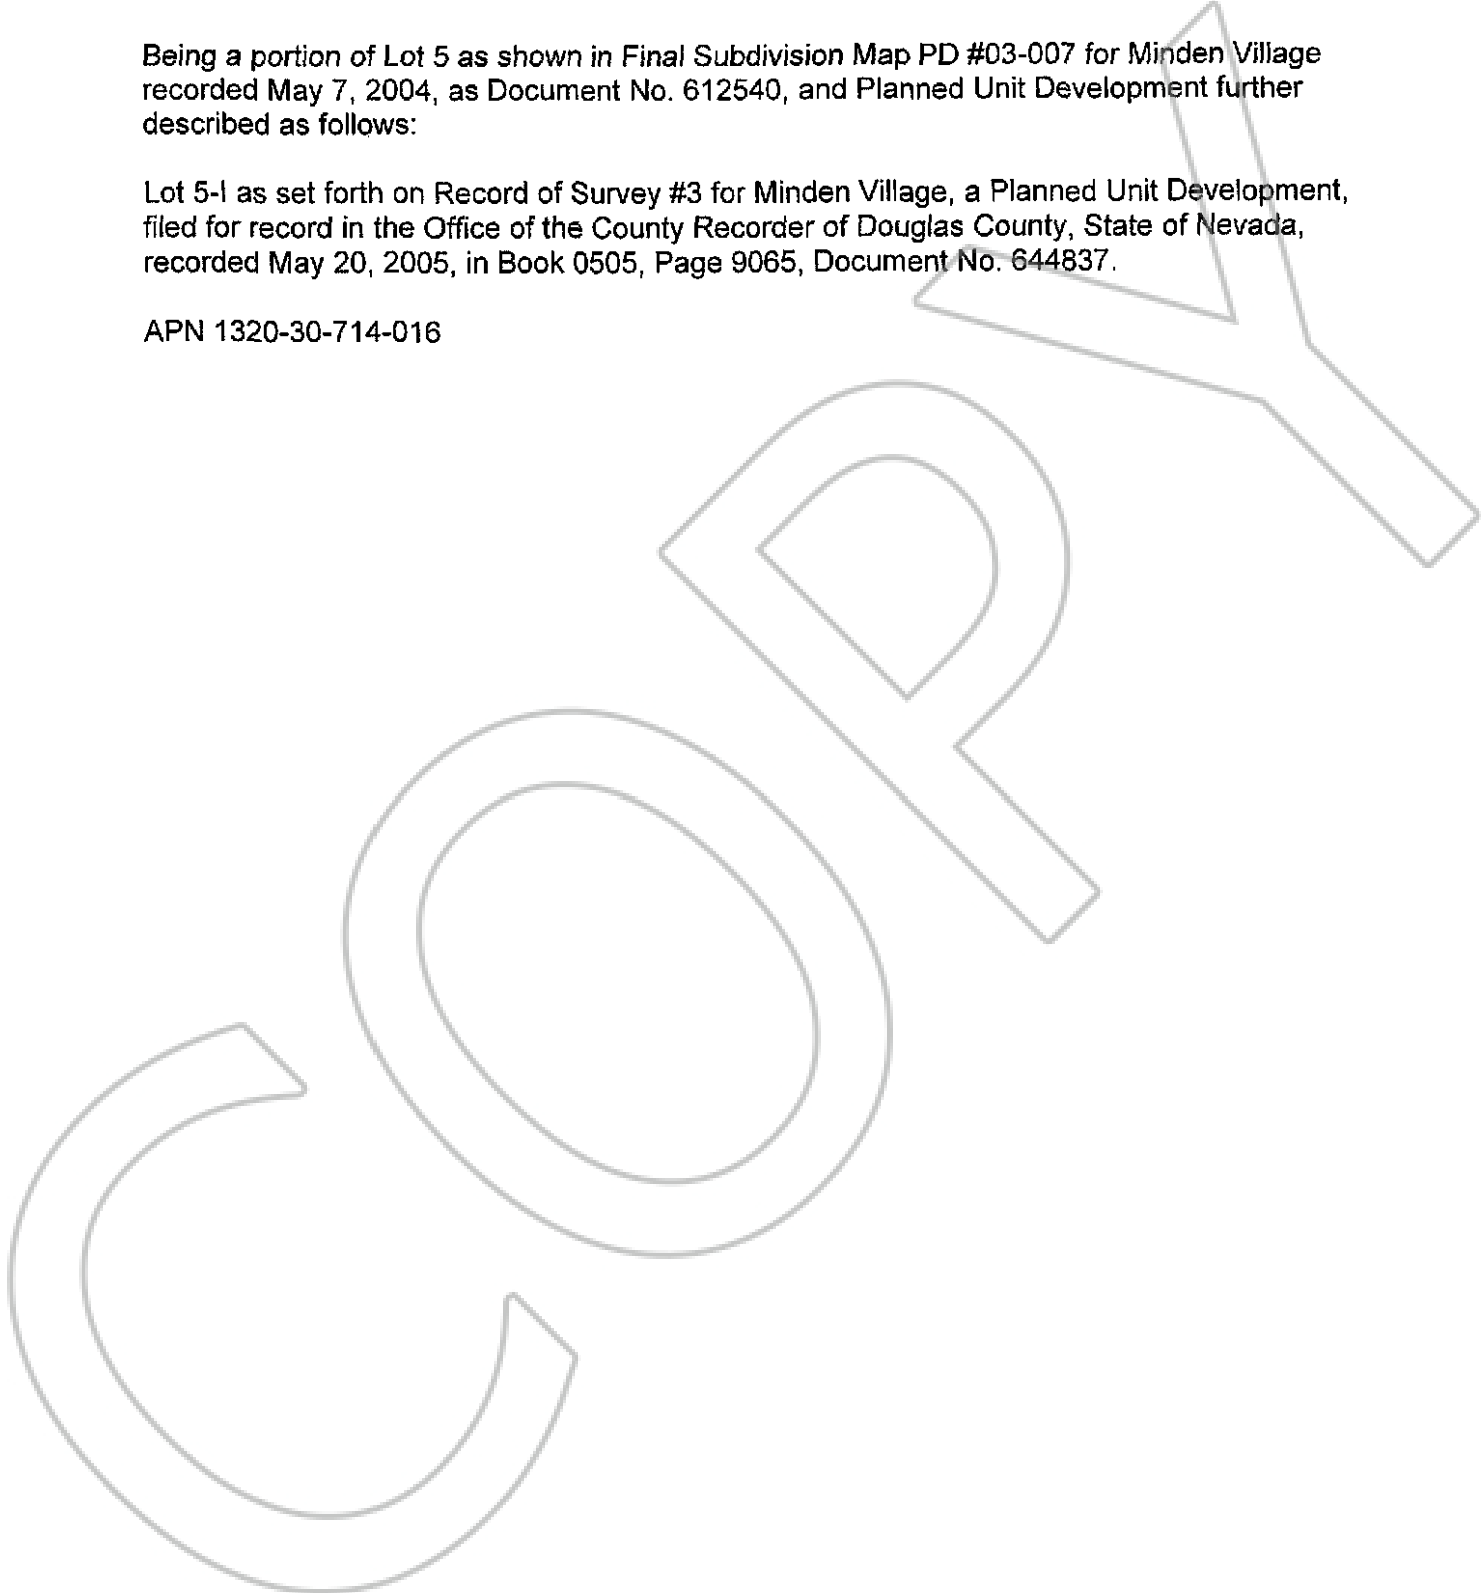 Being a portion of Lot 5 as shown in Final Subdivision Map PD #03-007 for Minden Village
recorded May 7, 2004, as Document No. 612540, and Planned Unit Development further
described as follows:
Lot 5-I as set forth on Record of Survey #3 for Minden Village, a Planned Unit Development,
filed for record in the Office of the County Recorder of Douglas County, State of Nevada,
recorded May 20, 2005, in Book 0505, Page 9065, Document No. 644837.
APN 1320-30-714-016
COPY